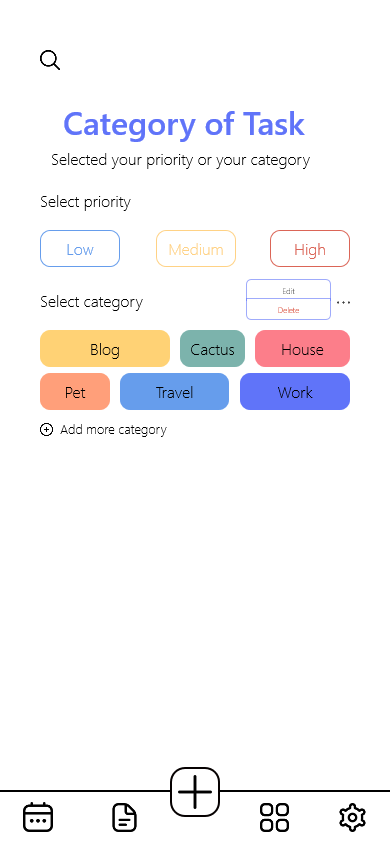 Category of Task
Selected your priority or your category
Select priority
Low Medium High
Edit
Select category
Delete
Blog Cactus House
Pet Travel Work
Add more category